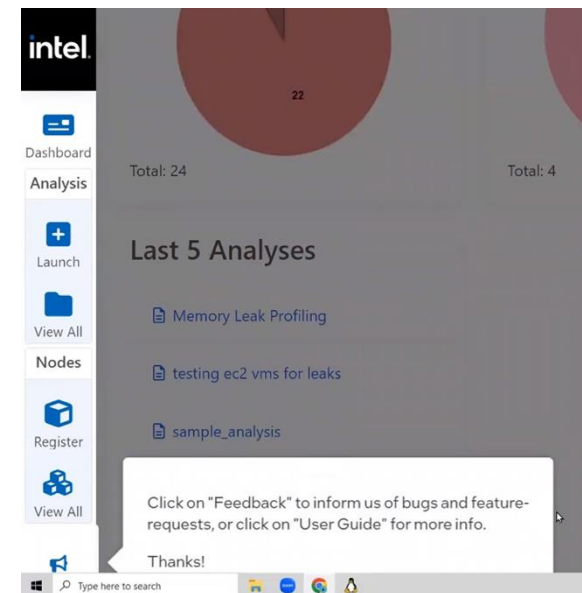 intel.
Dashboard
Analysis
Launch
View All
Nodes
Register
View All
22
Total: 24
Total: 4
Last 5 Analyses
Memory Leak Profiling
testing ec2 vms for leaks
sample_analysis
Click on "Feedback" to inform us of bugs and feature-
requests, or click on "User Guide" for more info.
Thanks!
Type here to search